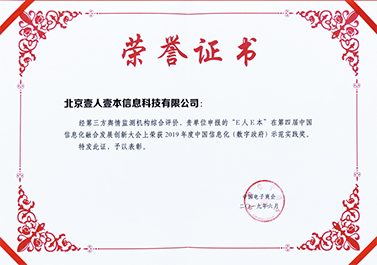 荣誉证书
北京壹人壹本信息科技有限公司：
经第三方舆情监测机构综合评价，贵单位申报的“E人E本”在第四届中国
信息化融合发展创新大会上荣获2019年度中国信息化（数字政府）示范实践奖。
特发此证，予以表彰。
中国电子商会
二〇一九年六月